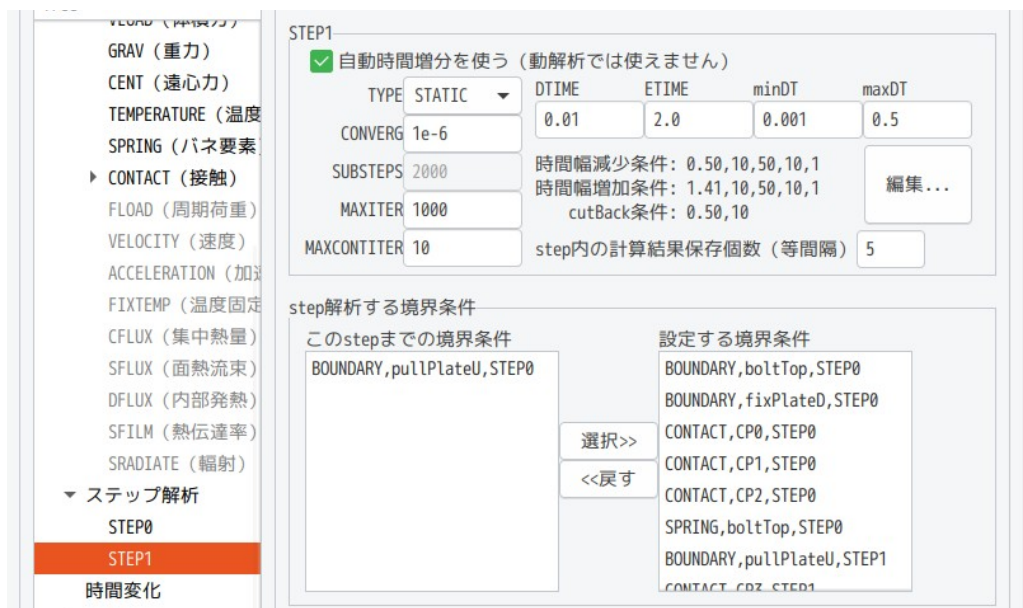 VLOAD (体積力)
GRAV (重力)
CENT (遠心力)
TEMPERATURE (温度
SPRING (バネ要素
CONTACT (接触)
FLOAD (周期荷重)
VELOCITY (速度)
ACCELERATION (加速
FIXTEMP (温度固定
CFLUX (集中熱量)
SFLUX (面熱流束)
DFLUX (内部発熱)
SFILM (熱伝達率)
SRADIATE (輻射)
ステップ解析
STEP0
STEP1
時間変化
STEP1
自動時間増分を使う (動解析では使えません)
TYPE STATIC
CONVERG 1e-6
SUBSTEPS 2000
MAXITER 1000
MAXCONTITER 10
DTIME ETIME minDT maxDT
0.01 2.0 0.001 0.5
時間幅減少条件: 0.50,10,50,10,1
時間幅増加条件: 1.41,10,50,10,1
cutBack条件: 0.50,10
編集...
step内の計算結果保存個数 (等間隔) 5
step解析する境界条件
このstepまでの境界条件
BOUNDARY,pullPlateU,STEP0
選択>>
<<戻す
設定する境界条件
BOUNDARY,boltTop,STEP0
BOUNDARY,fixPlateD,STEP0
CONTACT,CP0,STEP0
CONTACT,CP1,STEP0
CONTACT,CP2,STEP0
SPRING,boltTop,STEP0
BOUNDARY,pullPlateU,STEP1
CONTACT,CP3,STEP1